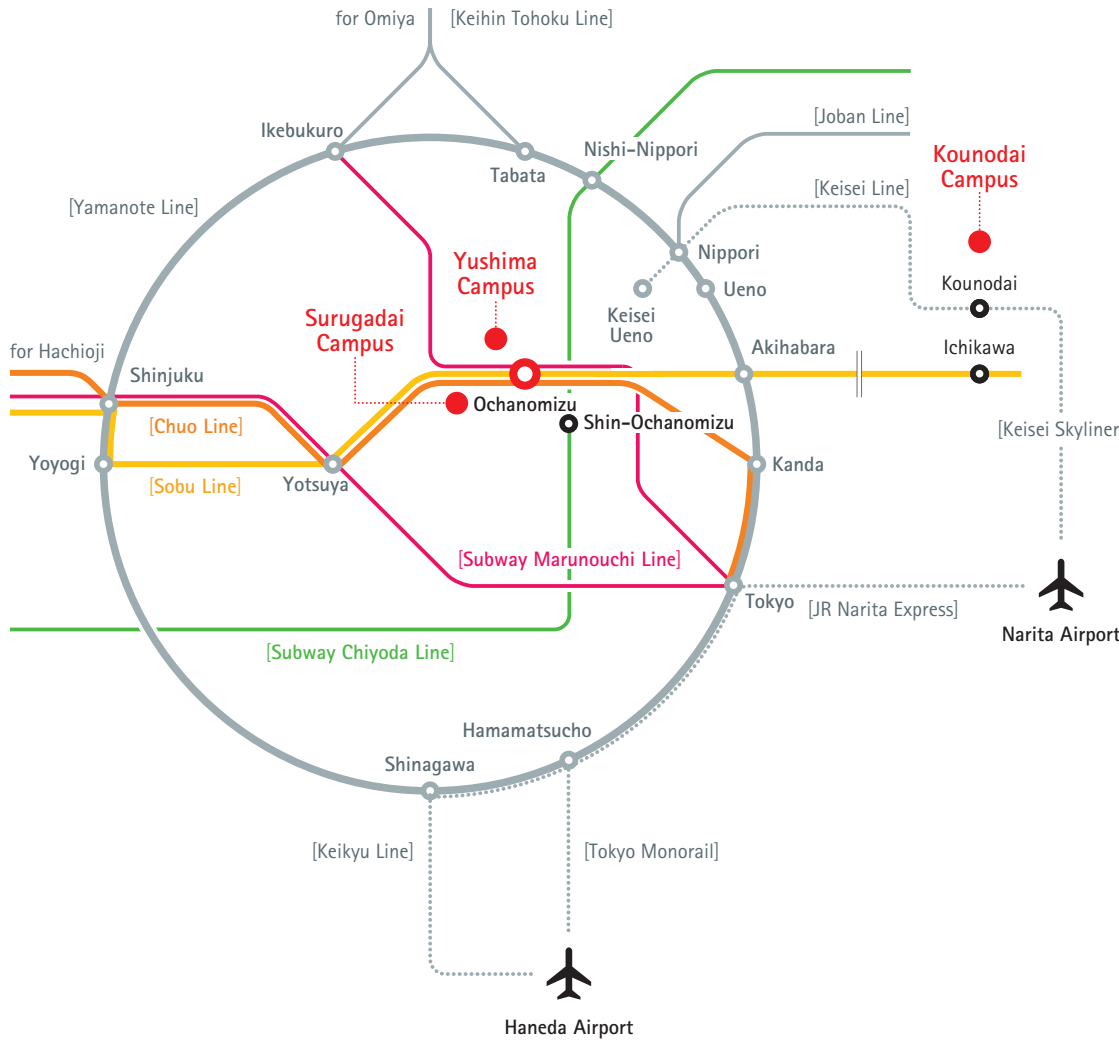 for Omiya
[Keihin Tohoku Line]
[Joban Line]
Ikebukuro
Nishi-Nippori
Kounodai
Campus
Tabata
[Keisei Line]
[Yamanote Line]
Nippori
Yushima
Campus
Kounodai
Ueno
Surugadai
Campus
Keisei
Ueno
for Hachioji
Akihabara
Ichikawa
Shinjuku
Ochanomizu
[Chuo Line]
Shin-Ochanomizu
[Keisei Skyliner]
Yoyogi
[Sobu Line]
Yotsuya
Kanda
[Subway Marunouchi Line]
Tokyo
[JR Narita Express]
Narita Airport
[Subway Chiyoda Line]
Hamamatsucho
Shinagawa
[Keikyu Line]
[Tokyo Monorail]
Haneda Airport